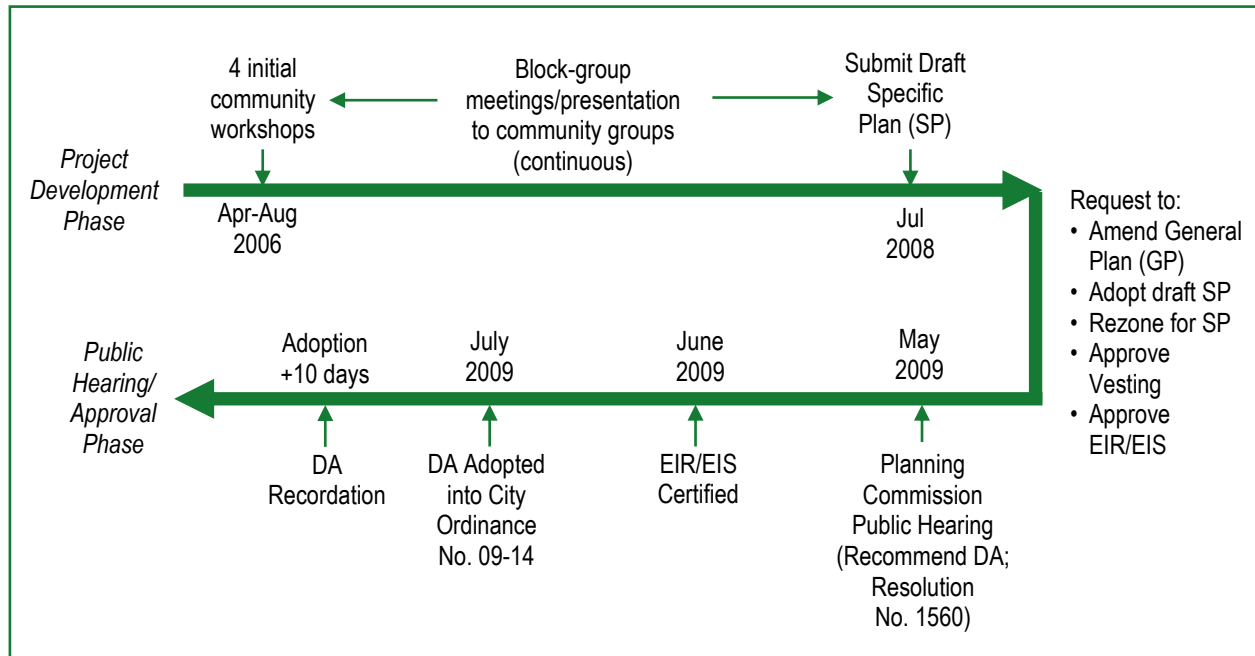 4 initial
community
workshops
Block-group
meetings/presentation
to community groups
(continuous)
Submit Draft
Specific
Plan (SP)
Project
Development
Phase
Apr-Aug
2006
Jul
2008
Request to:
• Amend General
Plan (GP)
• Adopt draft SP
• Rezone for SP
• Approve
Vesting
• Approve
EIR/EIS
Public
Hearing/
Approval
Phase
Adoption
+10 days
July
2009
June
2009
May
2009
DA
Recordation
DA Adopted
into City
Ordinance
No. 09-14
EIR/EIS
Certified
Planning
Commission
Public Hearing
(Recommend DA;
Resolution
No. 1560)